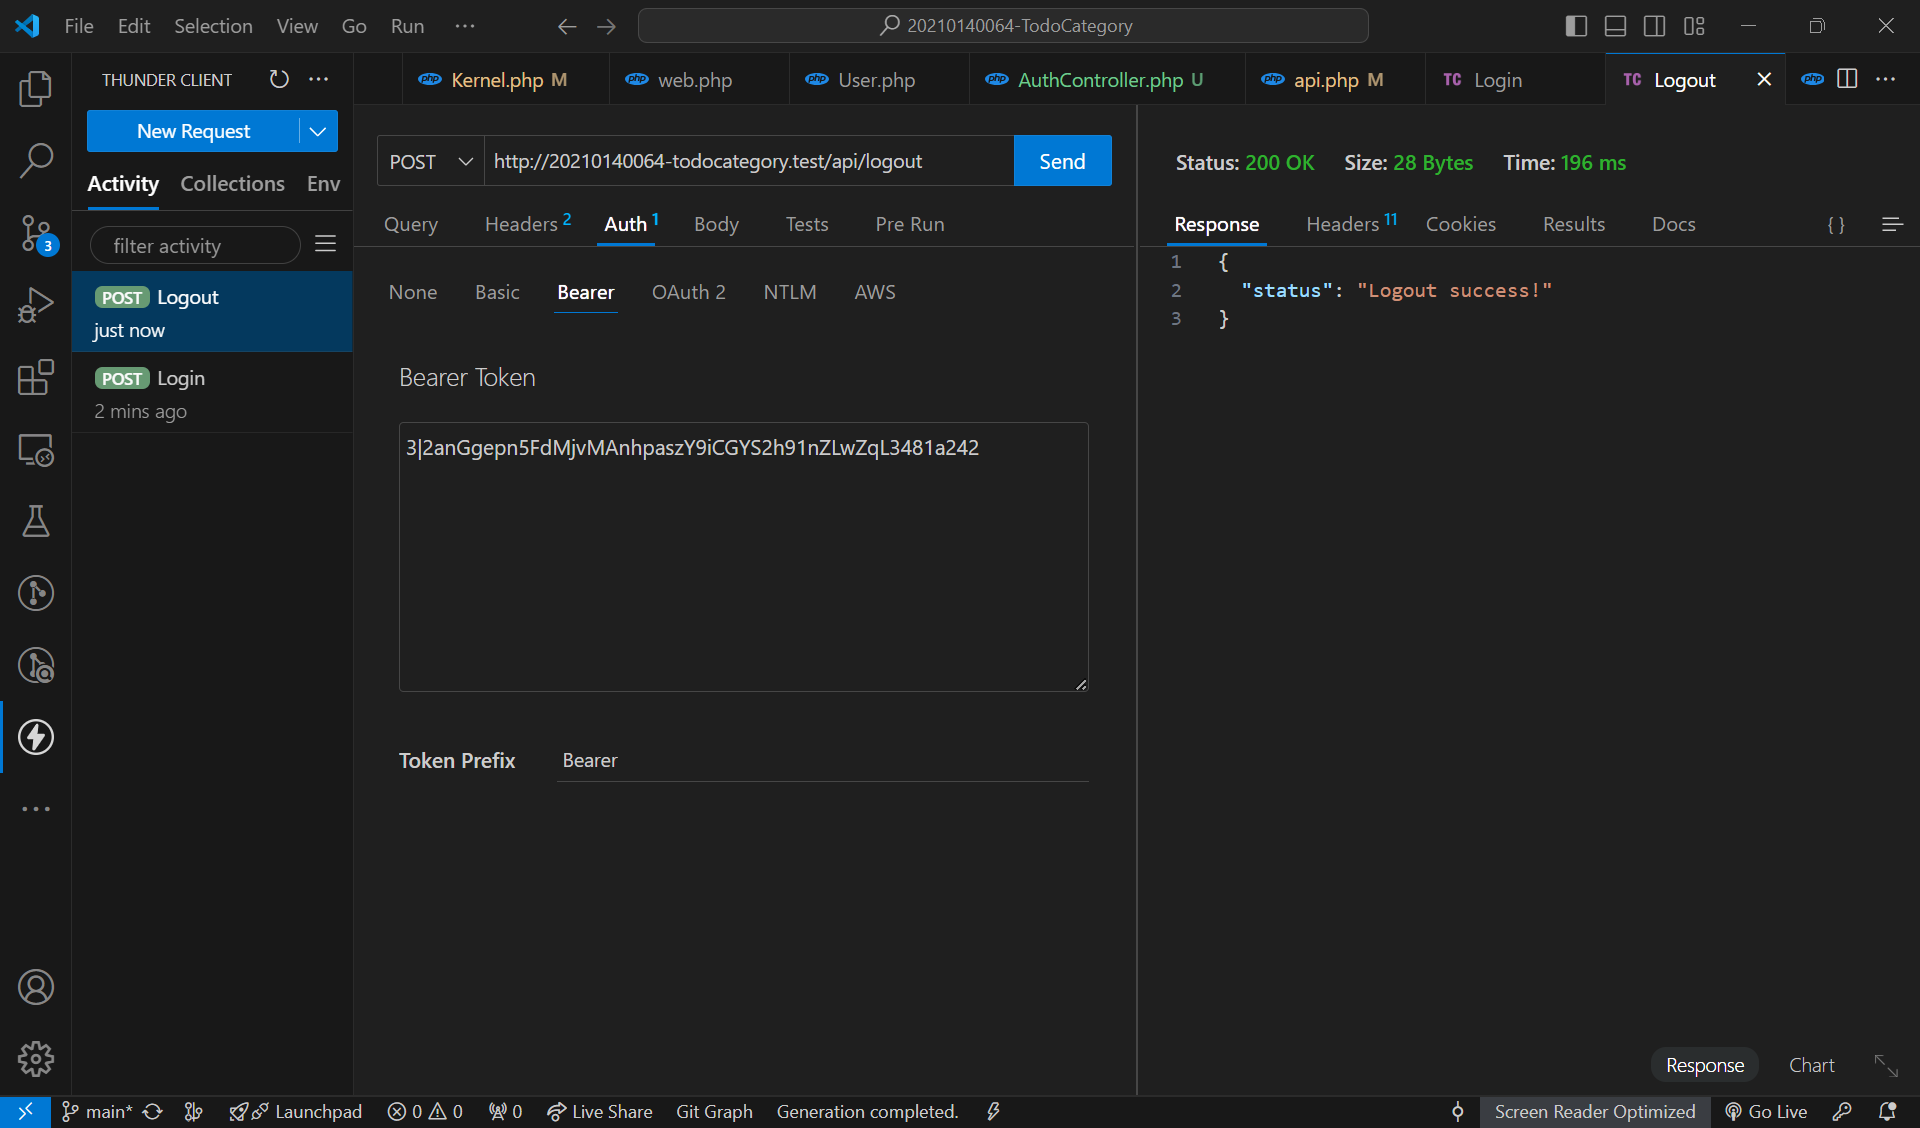 File Edit Selection View Go Run ··· 20210140064-TodoCategory
THUNDER CLIENT ···
Kernel.php M web.php User.php AuthController.php U api.php M TC Login TC Logout ···
New Request
POST http://20210140064-todocategory.test/api/logout Send
Status: 200 OK Size: 28 Bytes Time: 196 ms
Activity Collections Env
Query Headers 2 Auth 1 Body Tests Pre Run
Response Headers 11 Cookies Results Docs { }
filter activity
1 {
2 "status": "Logout success!"
3 }
POST Logout
just now
POST Login
2 mins ago
None Basic Bearer OAuth 2 NTLM AWS
Bearer Token
3|2anGgepn5FdMjvMAnhpaszY9iCGYS2h91nZLwZqL3481a242
Token Prefix Bearer
3
Response Chart
main* Launchpad 0 0 0 Live Share Git Graph Generation completed. Screen Reader Optimized Go Live